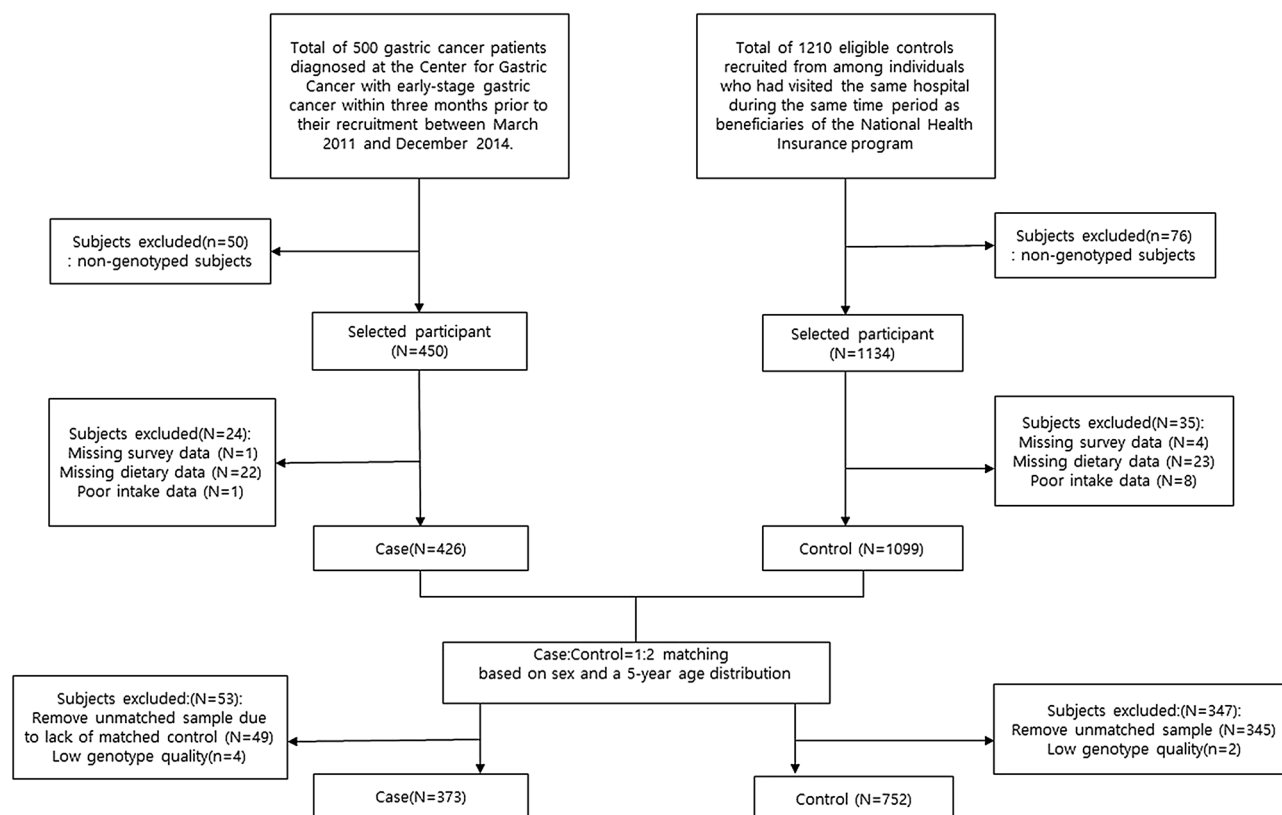 Total of 500 gastric cancer patients
diagnosed at the Center for Gastric
Cancer with early-stage gastric
cancer within three months prior to
their recruitment between March
2011 and December 2014.
Total of 1210 eligible controls
recruited from among individuals
who had visited the same hospital
during the same time period as
beneficiaries of the National Health
Insurance program
Subjects excluded(n=50)
: non-genotyped subjects
Subjects excluded(n=76)
: non-genotyped subjects
Selected participant
(N=450)
Selected participant
(N=1134)
Subjects excluded(N=24):
Missing survey data (N=1)
Missing dietary data (N=22)
Poor intake data (N=1)
Subjects excluded(N=35):
Missing survey data (N=4)
Missing dietary data (N=23)
Poor intake data (N=8)
Case(N=426)
Control (N=1099)
Case:Control=1:2 matching
based on sex and a 5-year age distribution
Subjects excluded:(N=53):
Remove unmatched sample due
to lack of matched control (N=49)
Low genotype quality(n=4)
Subjects excluded:(N=347):
Remove unmatched sample (N=345)
Low genotype quality(n=2)
Case(N=373)
Control (N=752)